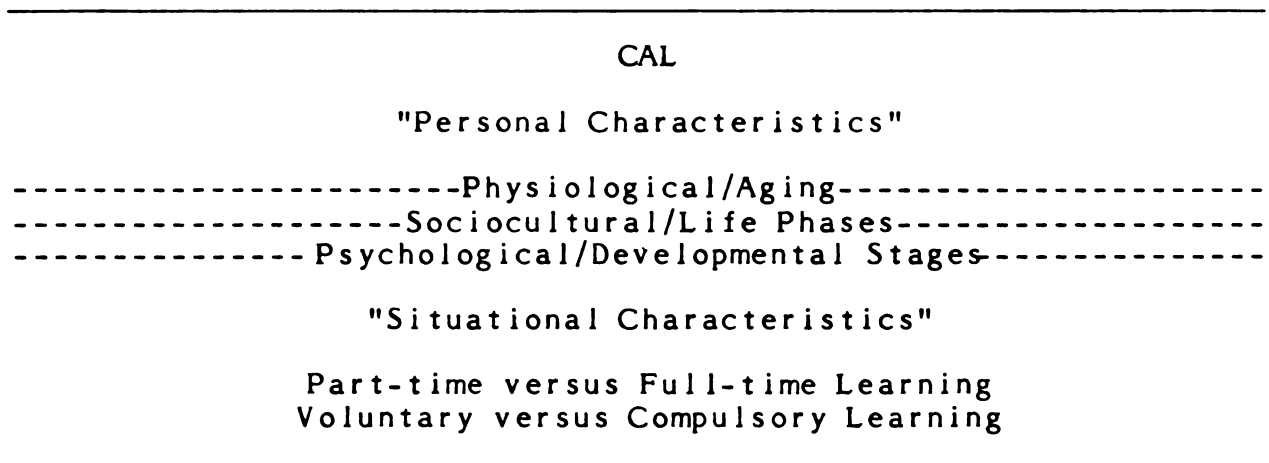 CAL
"Personal Characteristics"
-----------------------Physiological/Aging----------------------
--------------------Sociocultural/Life Phases-------------------
--------------- Psychological/Developmental Stages---------------
"Situational Characteristics"
Part-time versus Full-time Learning
Voluntary versus Compulsory Learning